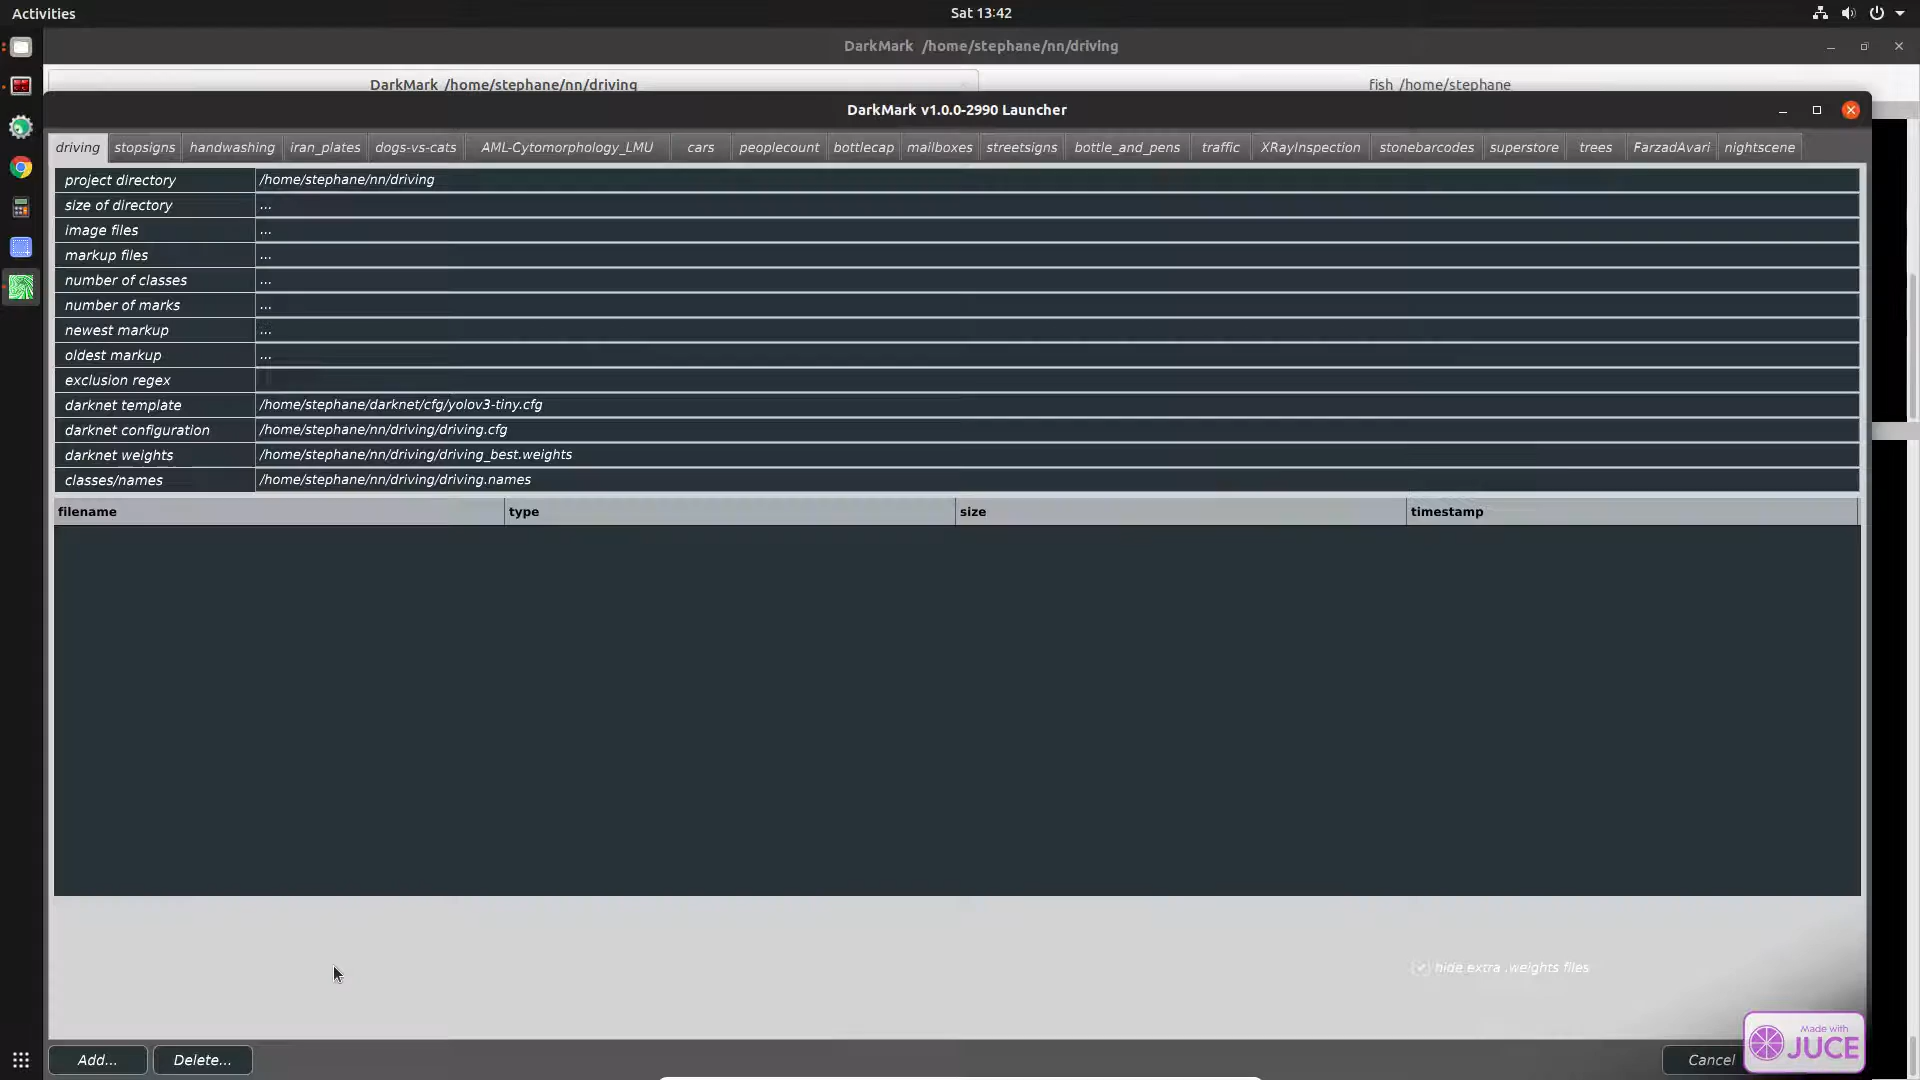 Activities
Sat 13:42
DarkMark /home/stephane/nn/driving
DarkMark /home/stephane/nn/driving
fish /home/stephane
DarkMark v1.0.0-2990 Launcher
driving stopsigns handwashing iran_plates dogs-vs-cats AML-Cytomorphology_LMU cars peoplecount bottlecap mailboxes streetsigns bottle_and_pens traffic XRayInspection stonebarcodes superstore trees FarzadAvari nightscene
project directory /home/stephane/nn/driving
size of directory ...
image files ...
markup files ...
number of classes ...
number of marks ...
newest markup ...
oldest markup ...
exclusion regex
darknet template /home/stephane/darknet/cfg/yolov3-tiny.cfg
darknet configuration /home/stephane/nn/driving/driving.cfg
darknet weights /home/stephane/nn/driving/driving_best.weights
classes/names /home/stephane/nn/driving/driving.names
filename type size timestamp
hide extra .weights files
Add... Delete... Cancel
Made with
JUCE